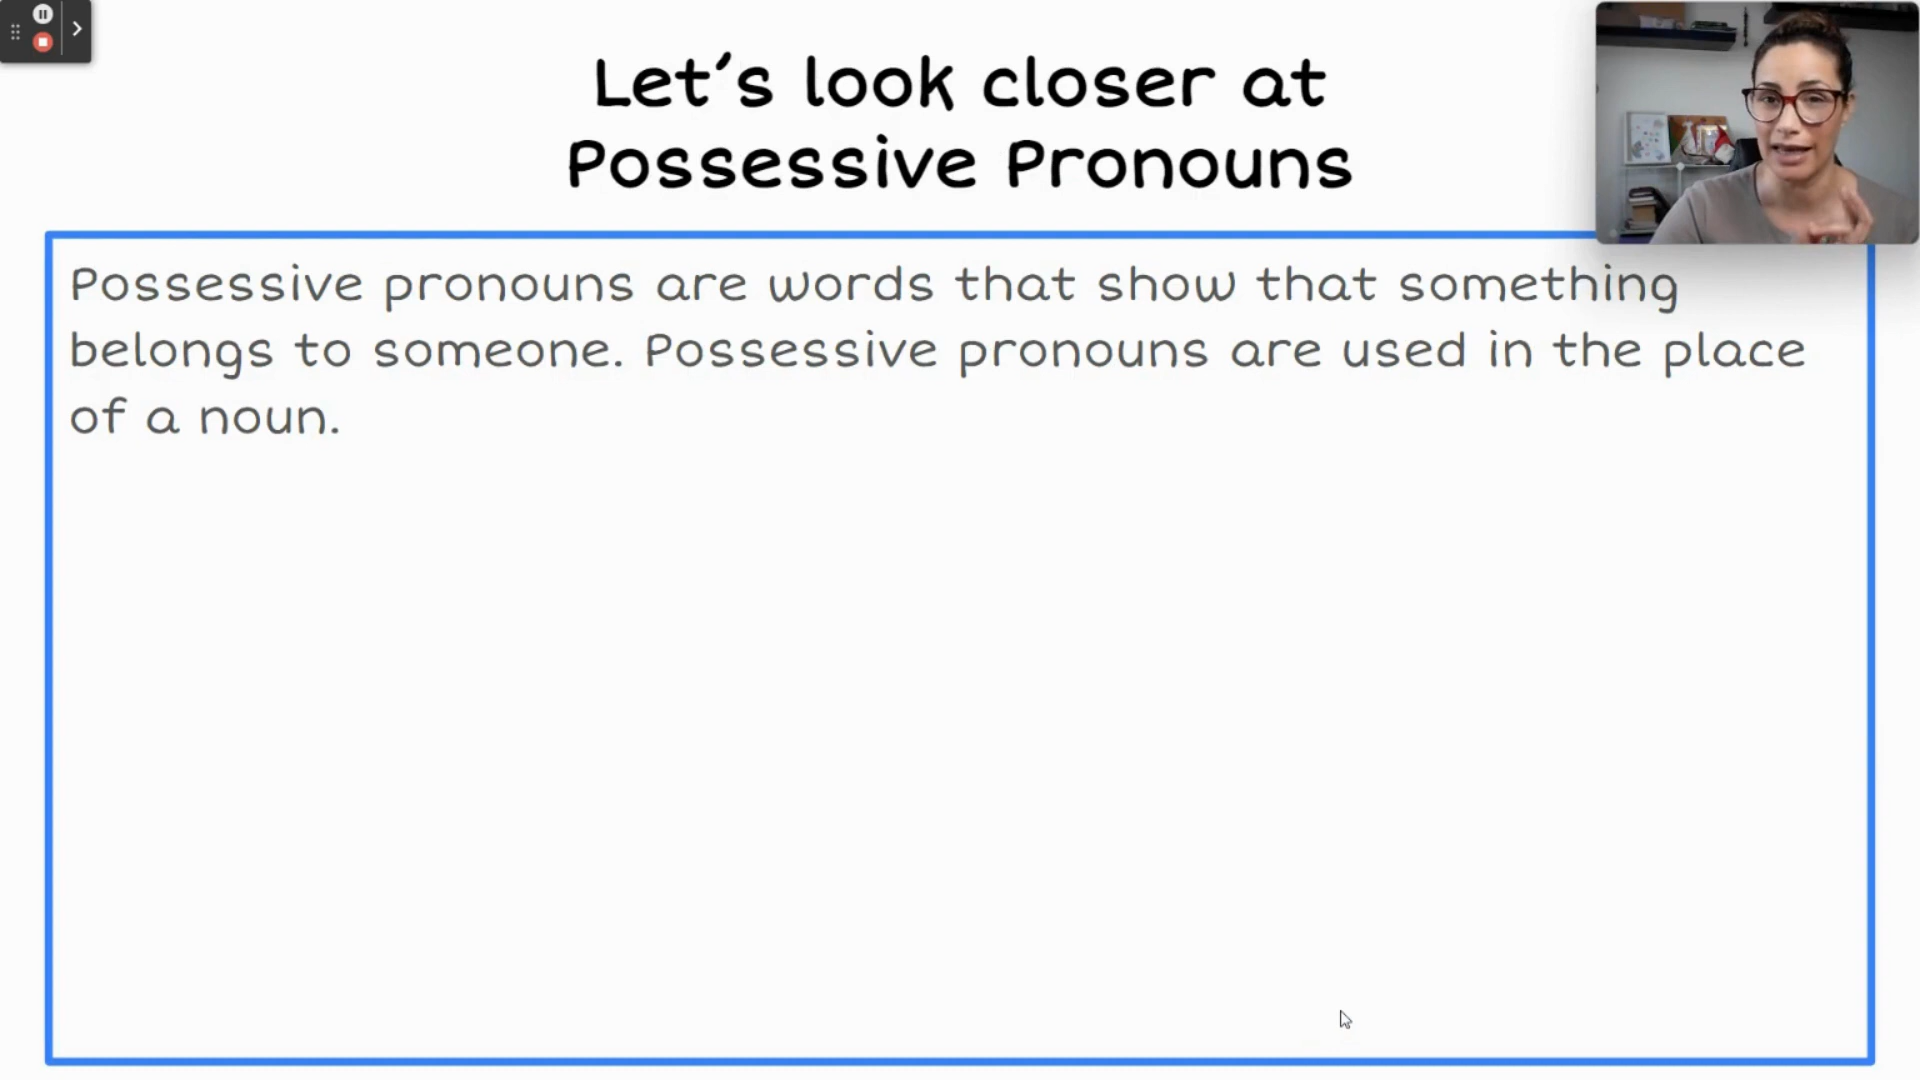 Let's look closer at
Possessive Pronouns
Possessive pronouns are words that show that something
belongs to someone. Possessive pronouns are used in the place
of a noun.